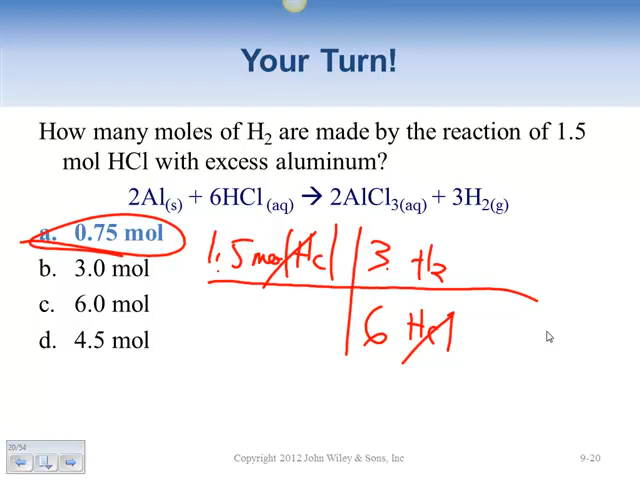 Your Turn!
How many moles of H₂ are made by the reaction of 1.5
mol HCl with excess aluminum?
2Al(s) + 6HCl (aq) → 2AlCl₃(aq) + 3H₂(g)
a. 0.75 mol
b. 3.0 mol
c. 6.0 mol
d. 4.5 mol
1.5 mol HCl 3 H₂
6 HCl
20/54
Copyright 2012 John Wiley & Sons, Inc
9-20